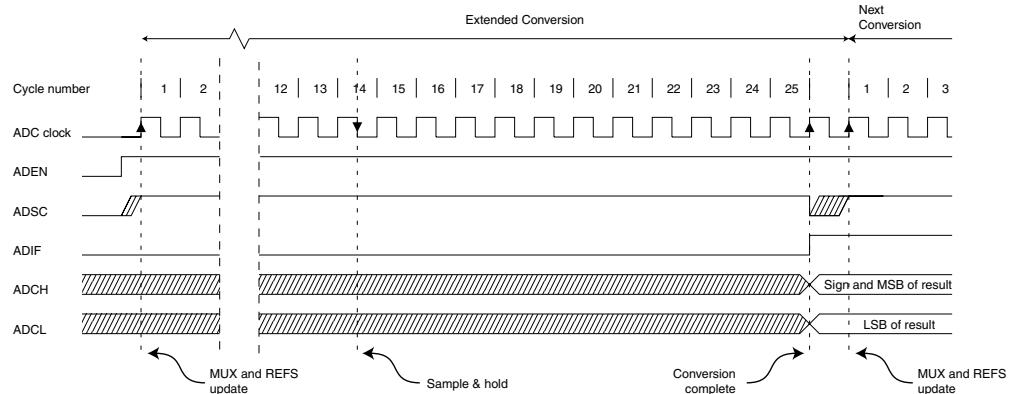 Extended Conversion
Next
Conversion
Cycle number 1 2 12 13 14 15 16 17 18 19 20 21 22 23 24 25 1 2 3
ADC clock
ADEN
ADSC
ADIF
ADCH Sign and MSB of result
ADCL LSB of result
MUX and REFS
update
Sample & hold
Conversion
complete
MUX and REFS
update